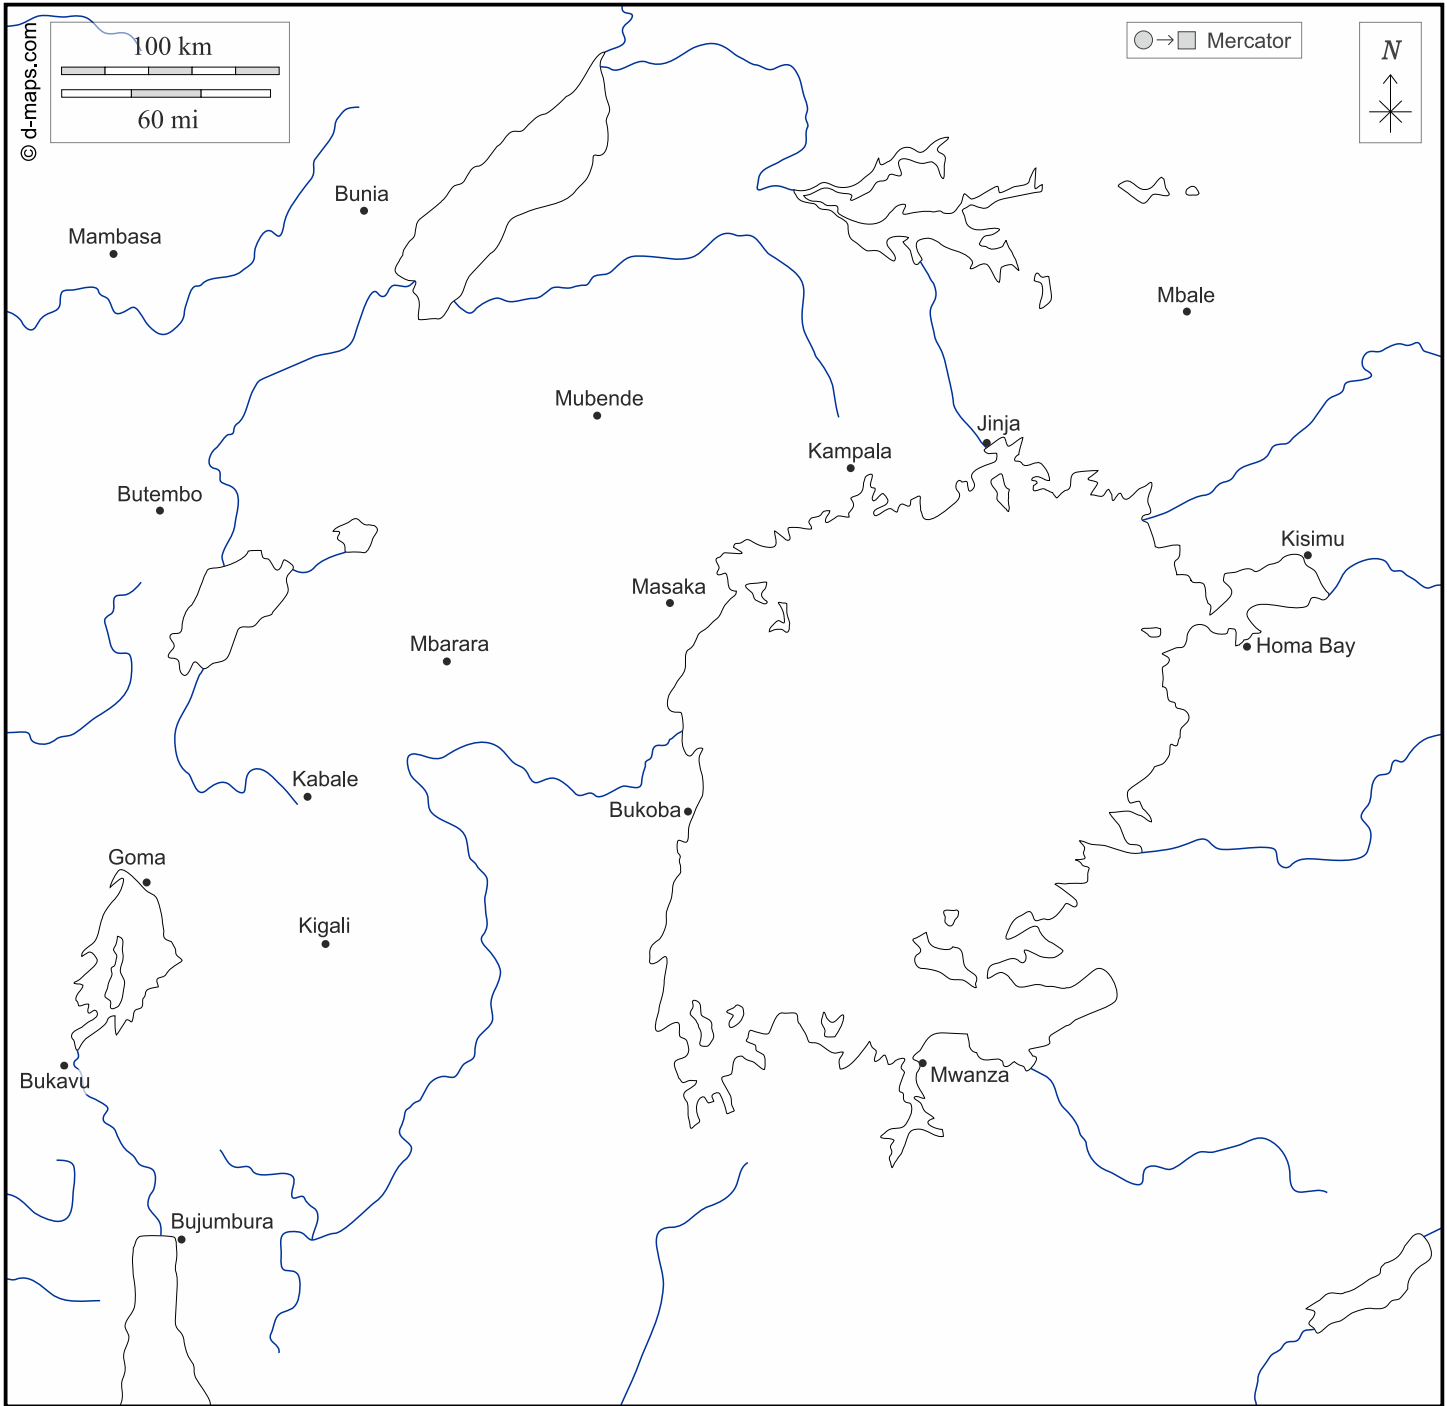 © d-maps.com
100 km
60 mi
Mercator
N
Bunia
Mambasa
Mbale
Mubende
Jinja
Kampala
Butembo
Kisimu
Masaka
Mbarara
Homa Bay
Kabale
Bukoba
Goma
Kigali
Mwanza
Bukavu
Bujumbura